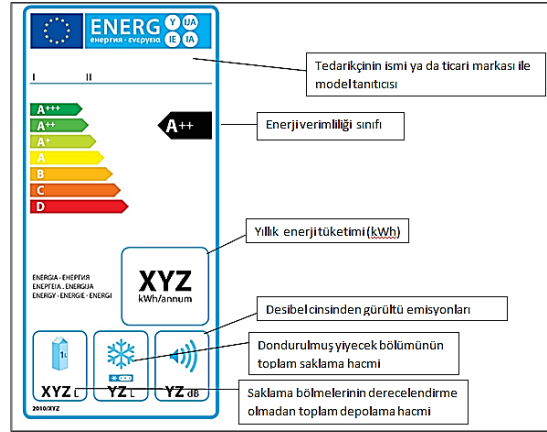 ENERG Y IJA
енергия · ενεργεια IE IA
I II
Tedarikçinin ismi ya da ticari markası ile
model tanıtıcısı
A+++
A++
A+
A
B
C
D
A++
Enerji verimliliği sınıfı
Yıllık enerji tüketimi (kWh)
ENERGIA · ЕНЕРГИЯ
ΕΝΕΡΓΕΙΑ · ENERGIJA
ENERGY · ENERGIE · ENERGI
XYZ
kWh/annum
Desibel cinsinden gürültü emisyonları
Dondurulmuş yiyecek bölümünün
toplam saklama hacmi
Saklama bölmelerinin derecelendirme
olmadan toplam depolama hacmi
1L
XYZ L
YZ L
YZ dB
2010/XYZ